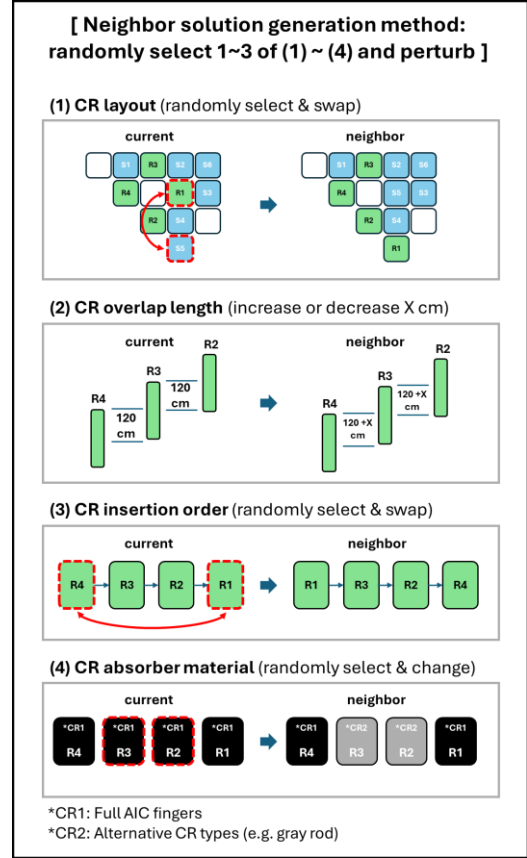 [ Neighbor solution generation method:
randomly select 1~3 of (1) ~ (4) and perturb ]
(1) CR layout (randomly select & swap)
current
neighbor
S1 R3 S2 S6
R4 R1 S3
R2 S4
S5
S1 R3 S2 S6
R4 S5 S3
R2 S4
R1
(2) CR overlap length (increase or decrease X cm)
current
neighbor
R4
R3
R2
120
cm
120
cm
R4
R3
R2
120 +X
cm
120 +X
cm
(3) CR insertion order (randomly select & swap)
current
neighbor
R4 R3 R2 R1
R1 R3 R2 R4
(4) CR absorber material (randomly select & change)
current
neighbor
*CR1 *CR1 *CR1 *CR1
R4 R3 R2 R1
*CR1 *CR2 *CR2 *CR1
R4 R3 R2 R1
*CR1: Full AIC fingers
*CR2: Alternative CR types (e.g. gray rod)